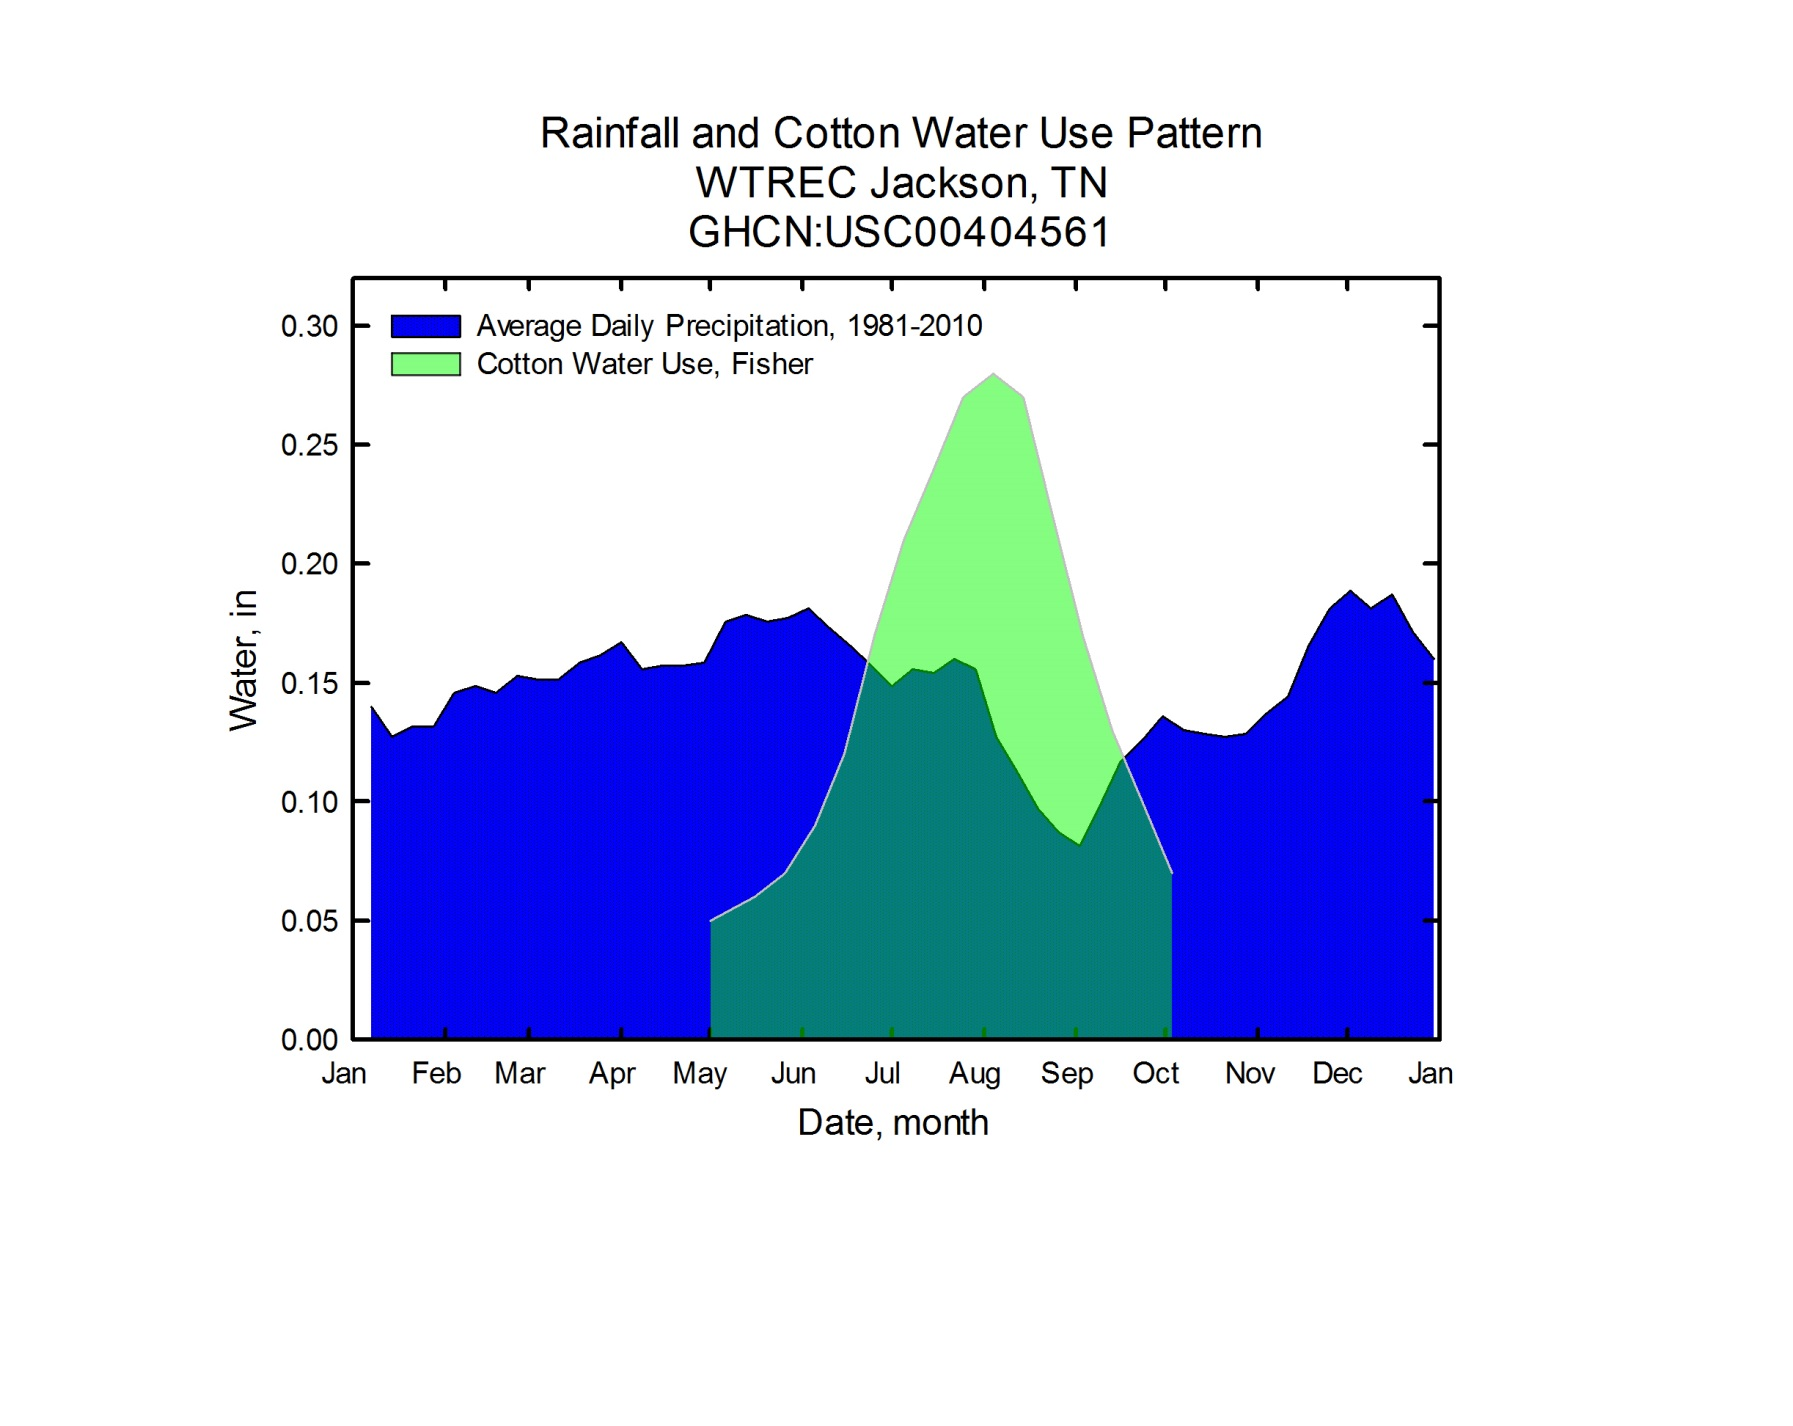 Rainfall and Cotton Water Use Pattern
WTREC Jackson, TN
GHCN:USC00404561
Average Daily Precipitation, 1981-2010
Cotton Water Use, Fisher
0.30
0.25
0.20
0.15
0.10
0.05
0.00
Water, in
Jan Feb Mar Apr May Jun Jul Aug Sep Oct Nov Dec Jan
Date, month